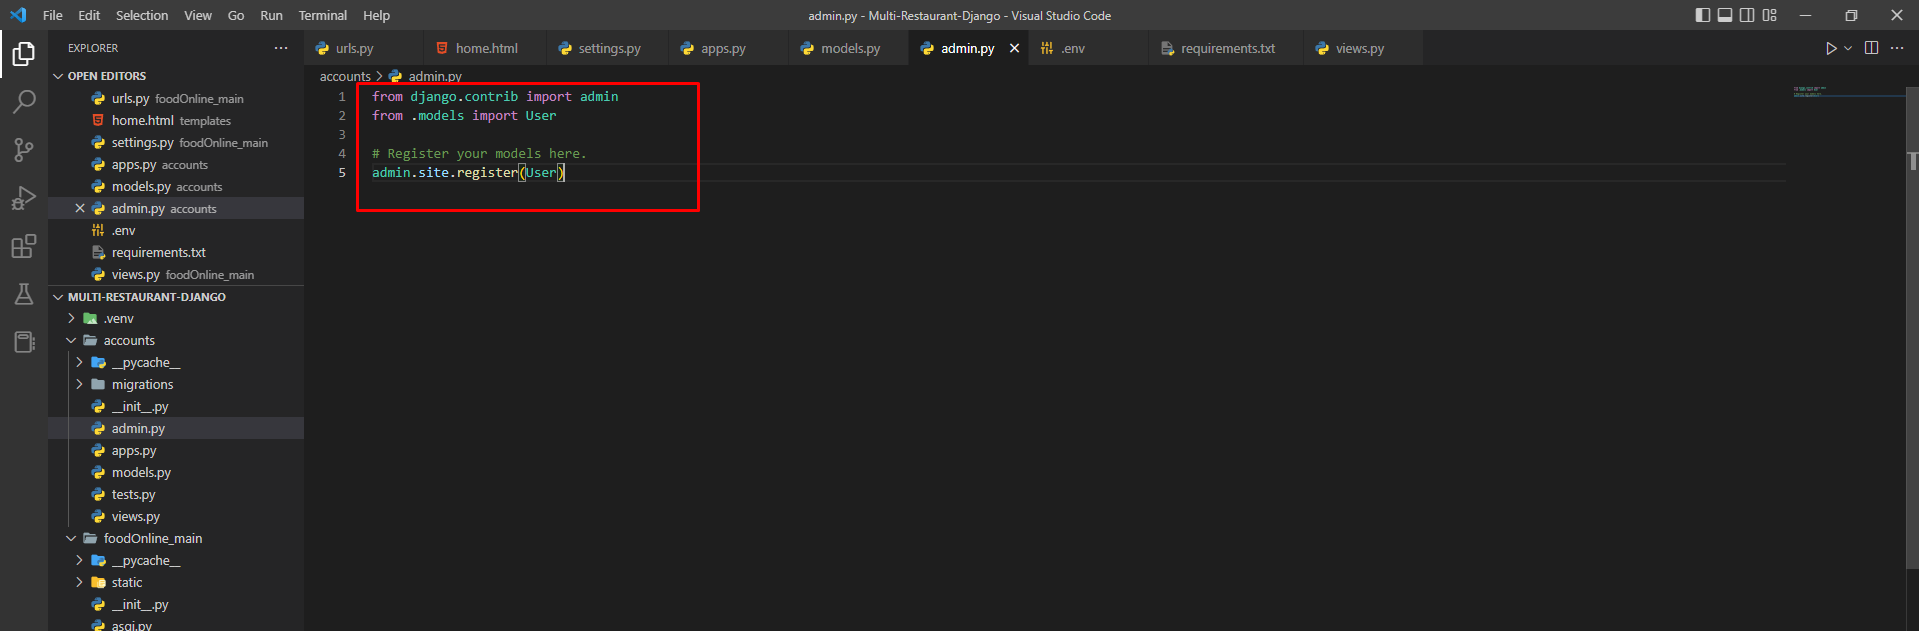 File Edit Selection View Go Run Terminal Help
admin.py - Multi-Restaurant-Django - Visual Studio Code
EXPLORER
OPEN EDITORS
urls.py foodOnline_main
home.html templates
settings.py foodOnline_main
apps.py accounts
models.py accounts
admin.py accounts
.env
requirements.txt
views.py foodOnline_main
MULTI-RESTAURANT-DJANGO
.venv
accounts
__pycache__
migrations
__init__.py
admin.py
apps.py
models.py
tests.py
views.py
foodOnline_main
__pycache__
static
__init__.py
asgi.py
urls.py home.html settings.py apps.py models.py admin.py .env requirements.txt views.py
accounts > admin.py
1 from django.contrib import admin
2 from .models import User
3
4 # Register your models here.
5 admin.site.register(User)